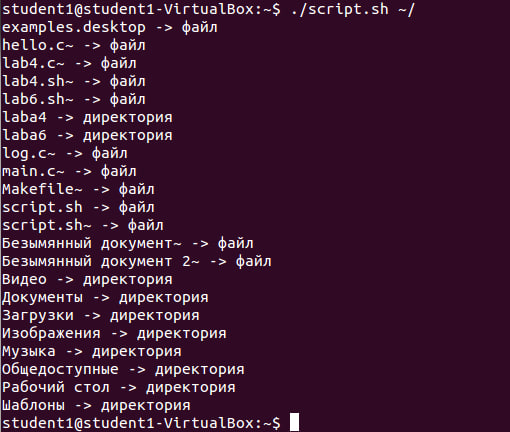 student1@student1-VirtualBox:~$ ./script.sh ~/
examples.desktop -> файл
hello.c~ -> файл
lab4.c~ -> файл
lab4.sh~ -> файл
lab6.sh~ -> файл
laba4 -> директория
laba6 -> директория
log.c~ -> файл
main.c~ -> файл
Makefile~ -> файл
script.sh -> файл
script.sh~ -> файл
Безымянный документ~ -> файл
Безымянный документ 2~ -> файл
Видео -> директория
Документы -> директория
Загрузки -> директория
Изображения -> директория
Музыка -> директория
Общедоступные -> директория
Рабочий стол -> директория
Шаблоны -> директория
student1@student1-VirtualBox:~$